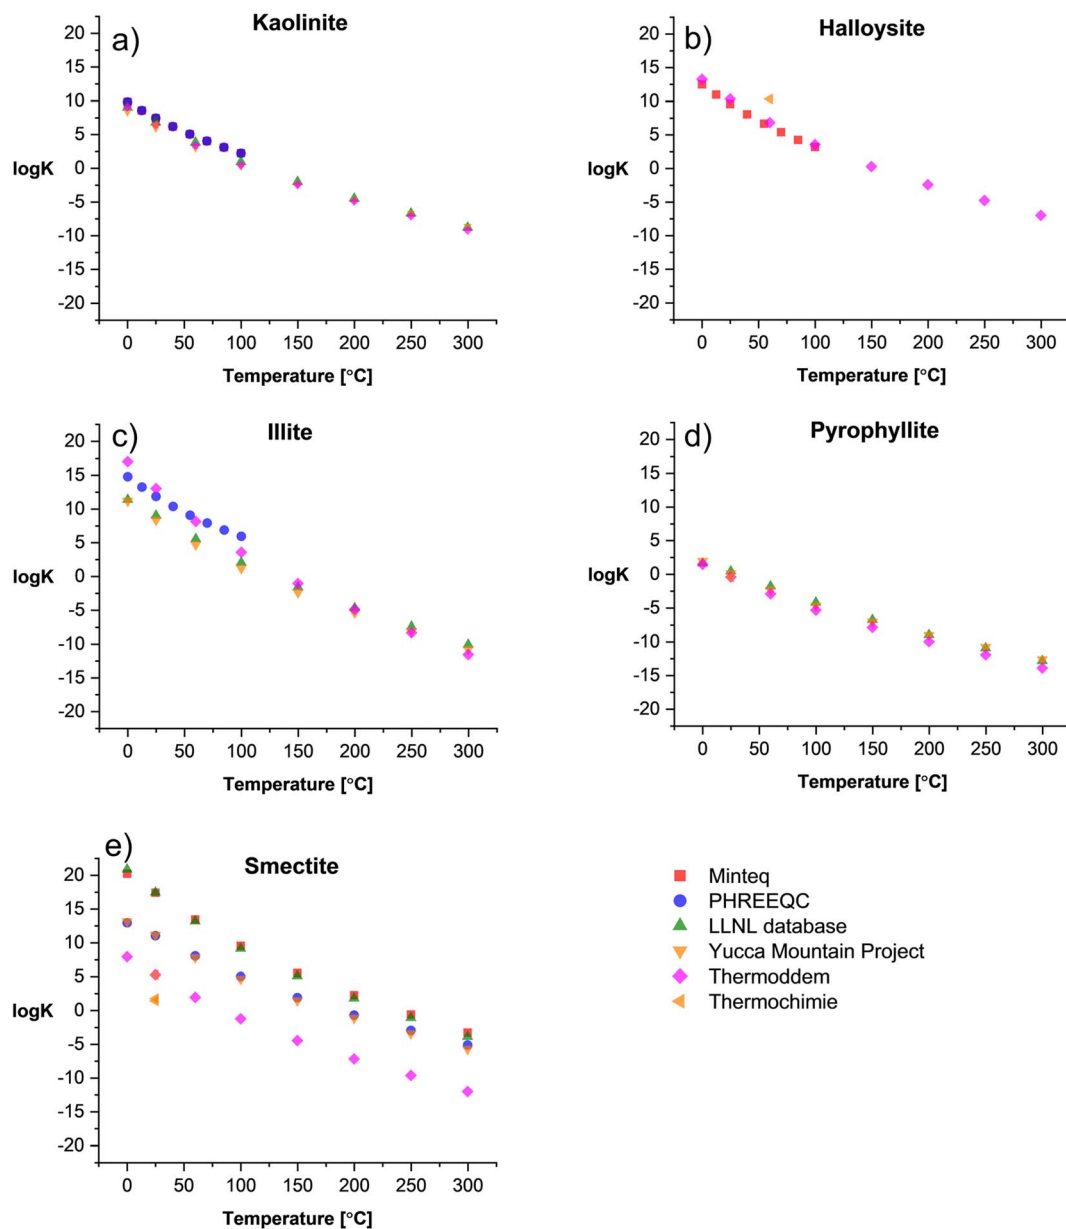 a)
Kaolinite
20
15
10
5
logK
0
-5
-10
-15
-20
0 50 100 150 200 250 300
Temperature [°C]
b)
Halloysite
20
15
10
5
logK
0
-5
-10
-15
-20
0 50 100 150 200 250 300
Temperature [°C]
c)
Illite
20
15
10
5
logK
0
-5
-10
-15
-20
0 50 100 150 200 250 300
Temperature [°C]
d)
Pyrophyllite
20
15
10
5
logK
0
-5
-10
-15
-20
0 50 100 150 200 250 300
Temperature [°C]
e)
Smectite
20
15
10
5
logK
0
-5
-10
-15
-20
0 50 100 150 200 250 300
Temperature [°C]
Minteq
PHREEQC
LLNL database
Yucca Mountain Project
Thermoddem
Thermochimie